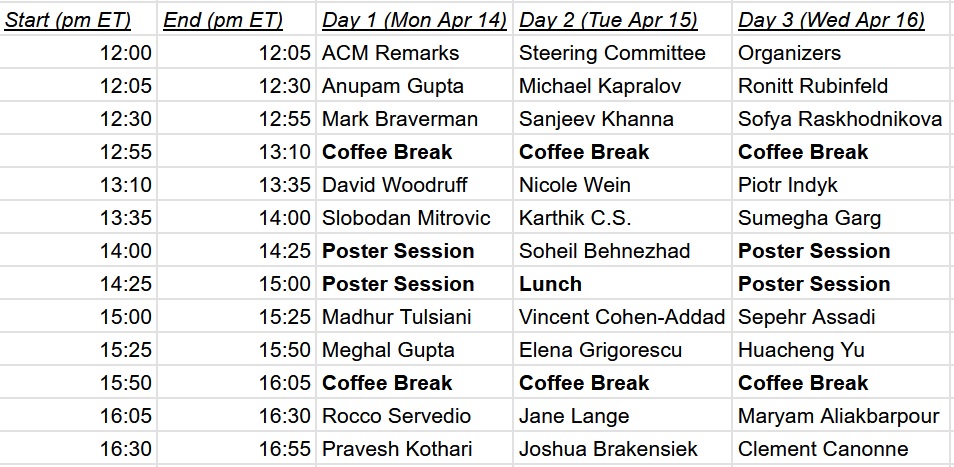 Start (pm ET) End (pm ET) Day 1 (Mon Apr 14) Day 2 (Tue Apr 15) Day 3 (Wed Apr 16)
12:00 12:05 ACM Remarks Steering Committee Organizers
12:05 12:30 Anupam Gupta Michael Kapralov Ronitt Rubinfeld
12:30 12:55 Mark Braverman Sanjeev Khanna Sofya Raskhodnikova
12:55 13:10 Coffee Break Coffee Break Coffee Break
13:10 13:35 David Woodruff Nicole Wein Piotr Indyk
13:35 14:00 Slobodan Mitrovic Karthik C.S. Sumegha Garg
14:00 14:25 Poster Session Soheil Behnezhad Poster Session
14:25 15:00 Poster Session Lunch Poster Session
15:00 15:25 Madhur Tulsiani Vincent Cohen-Addad Sepehr Assadi
15:25 15:50 Meghal Gupta Elena Grigorescu Huacheng Yu
15:50 16:05 Coffee Break Coffee Break Coffee Break
16:05 16:30 Rocco Servedio Jane Lange Maryam Aliakbarpour
16:30 16:55 Pravesh Kothari Joshua Brakensiek Clement Canonne